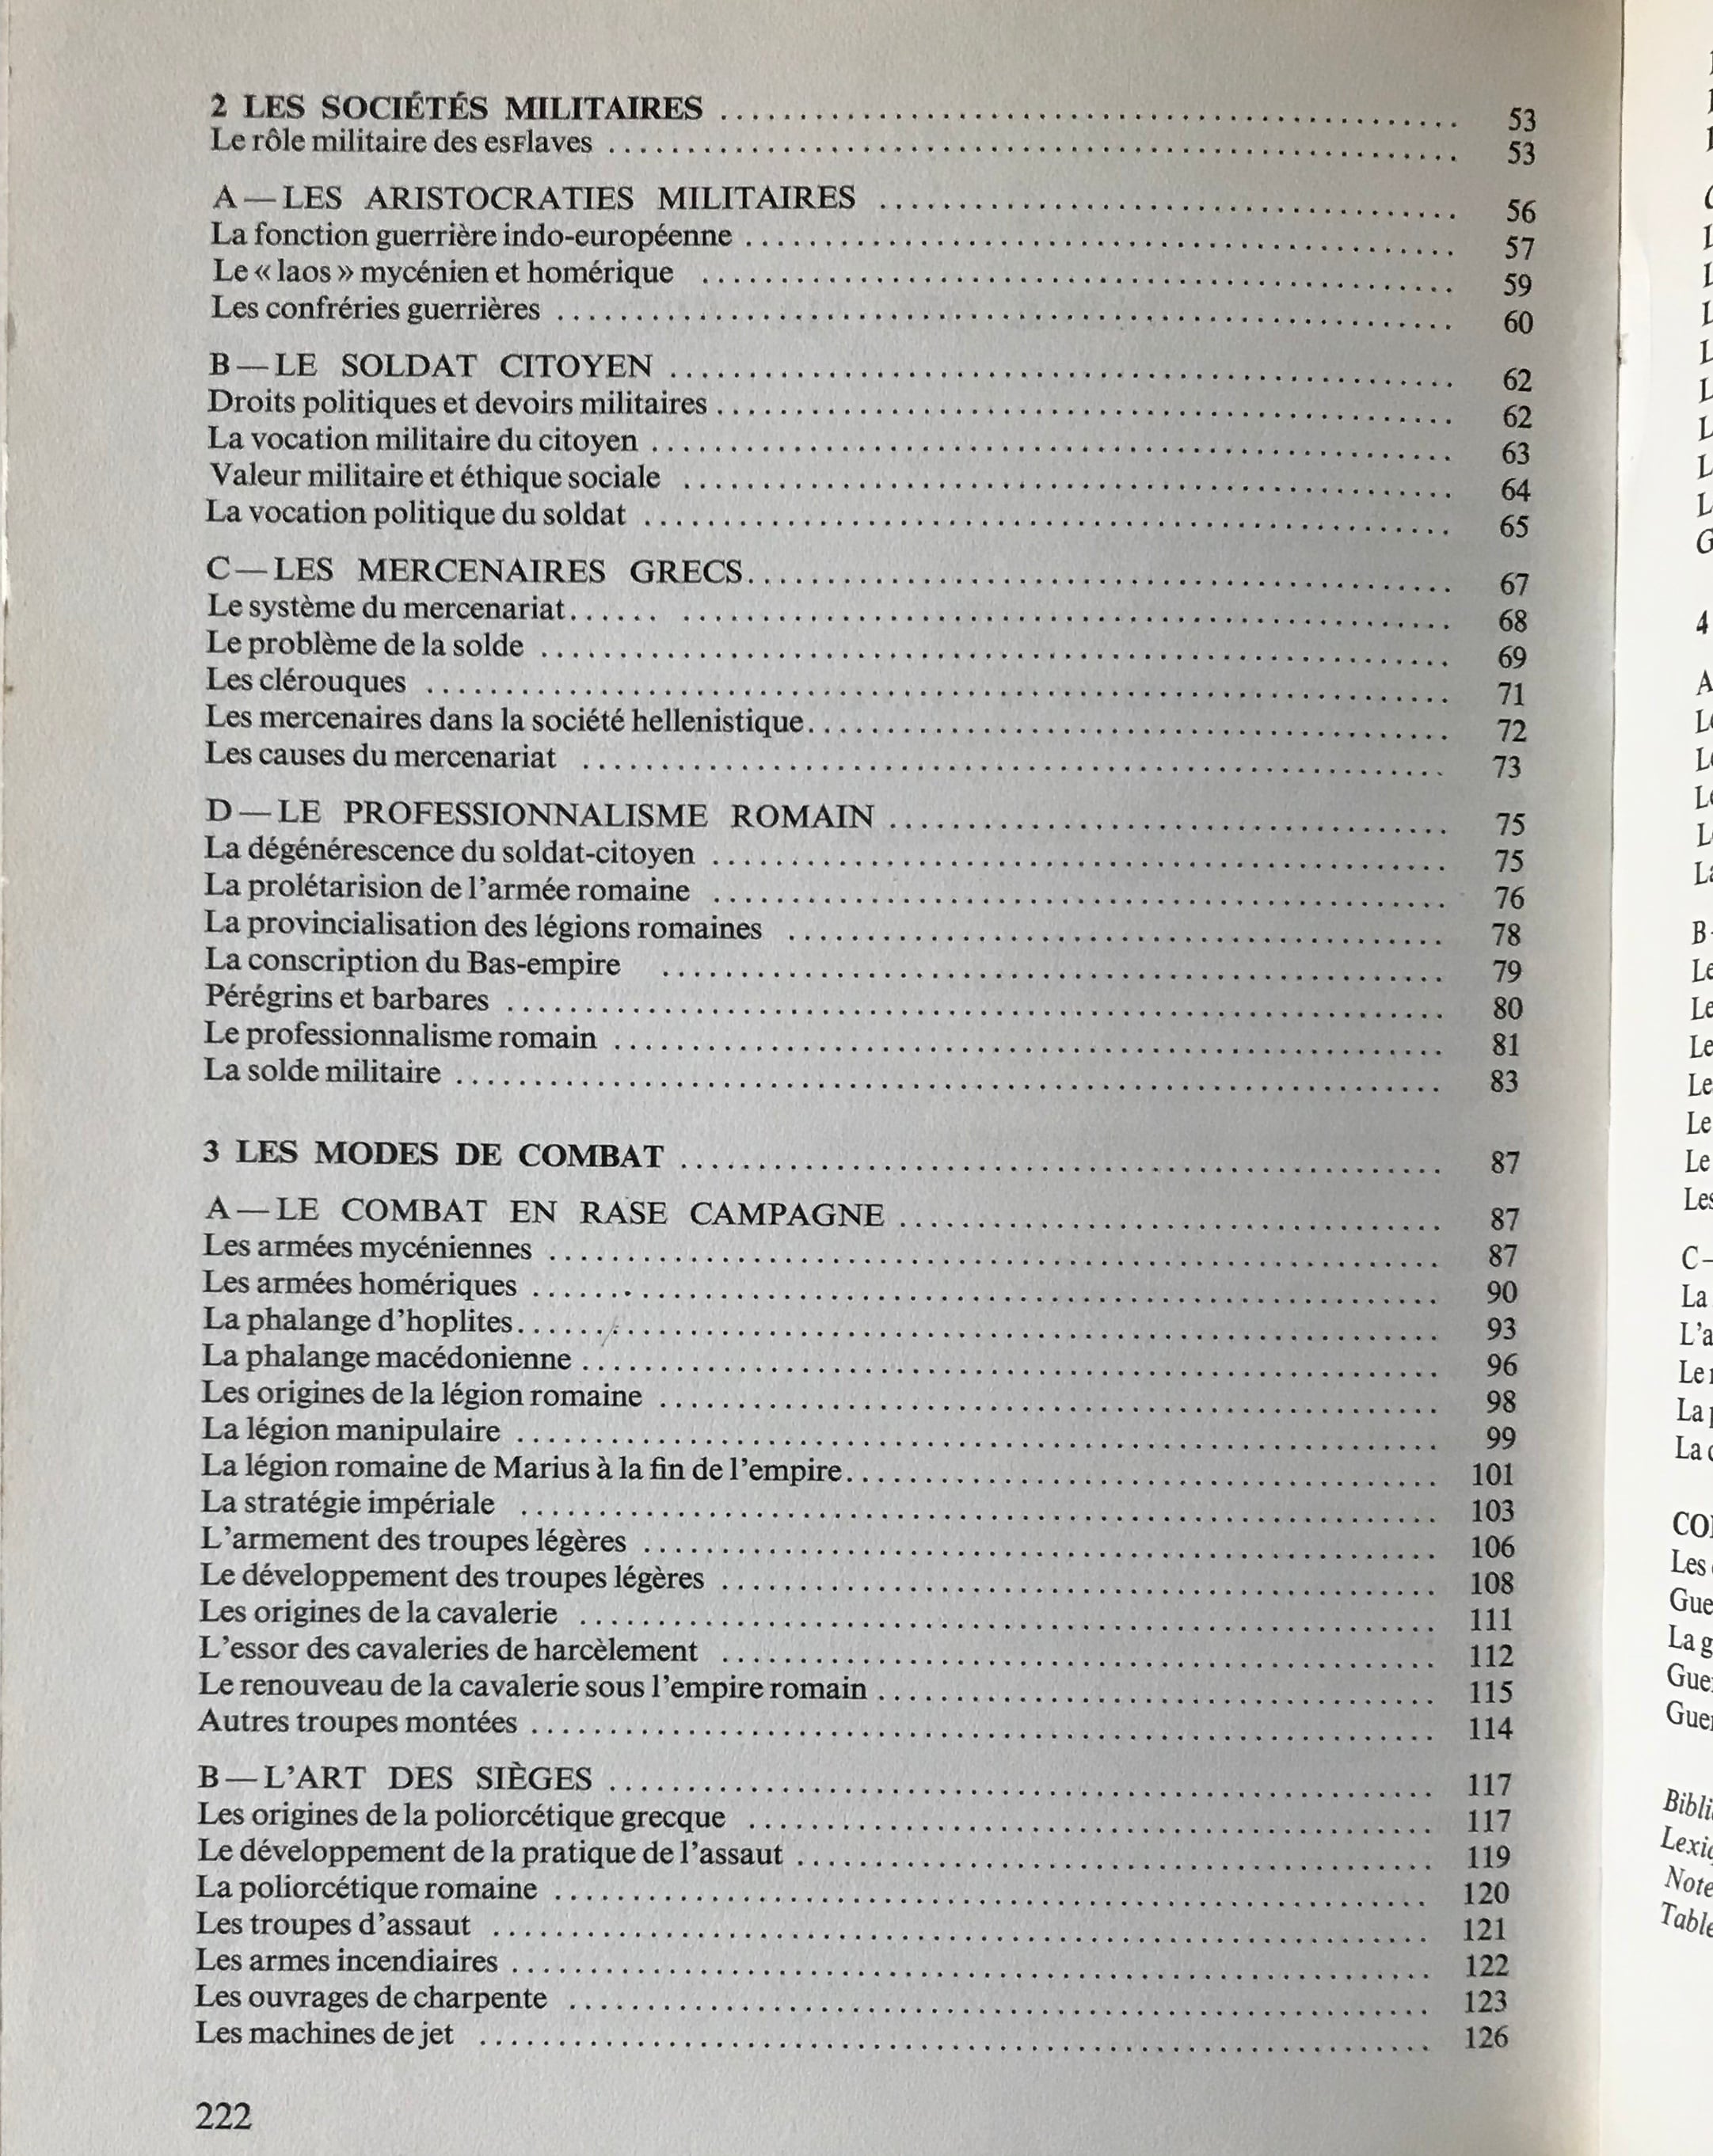 2 LES SOCIÉTÉS MILITAIRES ........ 53
Le rôle militaire des esFlaves ........ 53
A — LES ARISTOCRATIES MILITAIRES ........ 56
La fonction guerrière indo-européenne ........ 57
Le « laos » mycénien et homérique ........ 59
Les confréries guerrières ........ 60
B — LE SOLDAT CITOYEN ........ 62
Droits politiques et devoirs militaires ........ 62
La vocation militaire du citoyen ........ 63
Valeur militaire et éthique sociale ........ 64
La vocation politique du soldat ........ 65
C — LES MERCENAIRES GRECS ........ 67
Le système du mercenariat ........ 68
Le problème de la solde ........ 69
Les clérouques ........ 71
Les mercenaires dans la société hellenistique ........ 72
Les causes du mercenariat ........ 73
D — LE PROFESSIONNALISME ROMAIN ........ 75
La dégénérescence du soldat-citoyen ........ 75
La prolétarision de l'armée romaine ........ 76
La provincialisation des légions romaines ........ 78
La conscription du Bas-empire ........ 79
Pérégrins et barbares ........ 80
Le professionnalisme romain ........ 81
La solde militaire ........ 83
3 LES MODES DE COMBAT ........ 87
A — LE COMBAT EN RASE CAMPAGNE ........ 87
Les armées mycéniennes ........ 87
Les armées homériques ........ 90
La phalange d'hoplites ........ 93
La phalange macédonienne ........ 96
Les origines de la légion romaine ........ 98
La légion manipulaire ........ 99
La légion romaine de Marius à la fin de l'empire ........ 101
La stratégie impériale ........ 103
L'armement des troupes légères ........ 106
Le développement des troupes légères ........ 108
Les origines de la cavalerie ........ 111
L'essor des cavaleries de harcèlement ........ 112
Le renouveau de la cavalerie sous l'empire romain ........ 115
Autres troupes montées ........ 114
B — L'ART DES SIÈGES ........ 117
Les origines de la poliorcétique grecque ........ 117
Le développement de la pratique de l'assaut ........ 119
La poliorcétique romaine ........ 120
Les troupes d'assaut ........ 121
Les armes incendiaires ........ 122
Les ouvrages de charpente ........ 123
Les machines de jet ........ 126
222